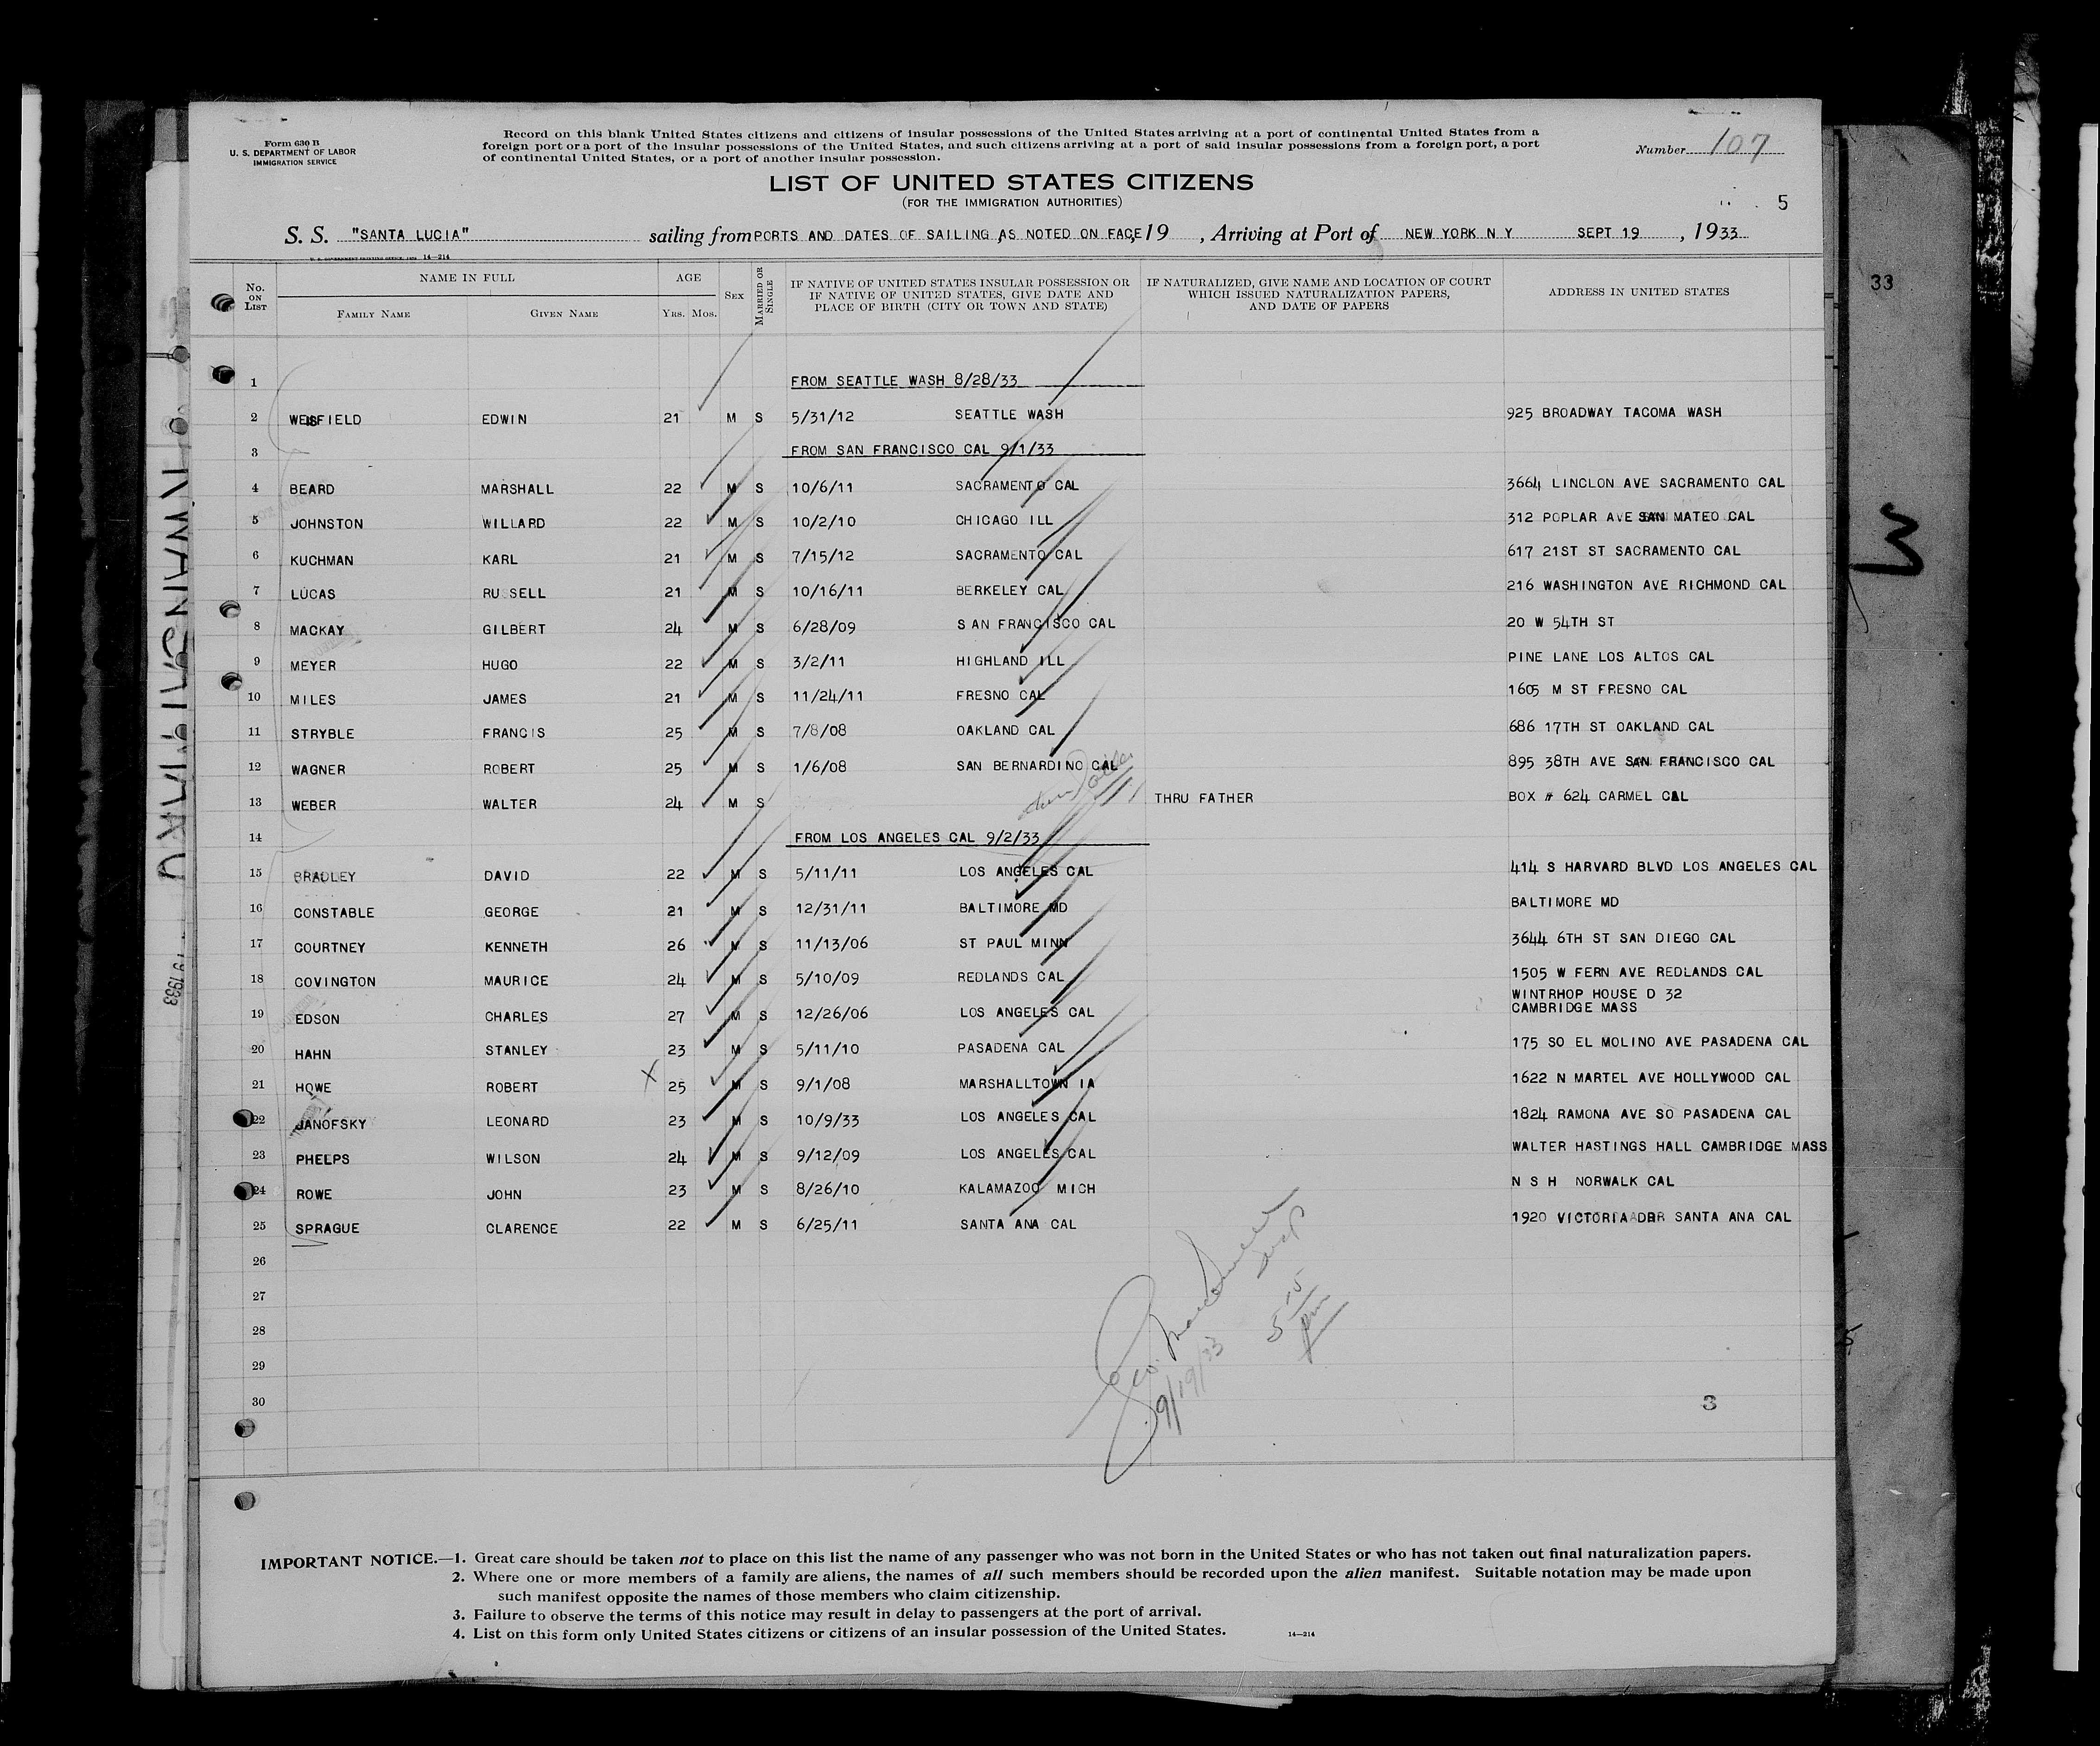 Form 630 B
U. S. DEPARTMENT OF LABOR
IMMIGRATION SERVICE
Record on this blank United States citizens and citizens of insular possessions of the United States arriving at a port of continental United States from a
foreign port or a port of the insular possessions of the United States, and such citizens arriving at a port of said insular possessions from a foreign port, a port
of continental United States, or a port of another insular possession.
Number 107
LIST OF UNITED STATES CITIZENS
(FOR THE IMMIGRATION AUTHORITIES)
5
S. S. "SANTA LUCIA" sailing from PORTS AND DATES OF SAILING AS NOTED ON FACE 19 , Arriving at Port of NEW YORK N Y SEPT 19 , 1933
14—214
No. ON LIST
NAME IN FULL
FAMILY NAME GIVEN NAME
AGE
YRS. MOS.
SEX
MARRIED OR SINGLE
IF NATIVE OF UNITED STATES INSULAR POSSESSION OR
IF NATIVE OF UNITED STATES, GIVE DATE AND
PLACE OF BIRTH (CITY OR TOWN AND STATE)
IF NATURALIZED, GIVE NAME AND LOCATION OF COURT
WHICH ISSUED NATURALIZATION PAPERS,
AND DATE OF PAPERS
ADDRESS IN UNITED STATES
33
1 FROM SEATTLE WASH 8/28/33
2 EDWIN 21 M S 5/31/12 SEATTLE WASH 925 BROADWAY TACOMA WASH
3 FROM SAN FRANCISCO CAL 9/1/33
4 BEARD MARSHALL 22 M S 10/6/11 SACRAMENTO CAL 3664 LINCLON AVE SACRAMENTO CAL
5 JOHNSTON WILLARD 22 M S 10/2/10 CHICAGO ILL 312 POPLAR AVE SAN MATEO CAL
6 KUCHMAN KARL 21 M S 7/15/12 SACRAMENTO CAL 617 21ST ST SACRAMENTO CAL
7 LUCAS RUSSELL 21 M S 10/16/11 BERKELEY CAL 216 WASHINGTON AVE RICHMOND CAL
8 MACKAY GILBERT 24 M S 6/28/09 SAN FRANCISCO CAL 20 W 54TH ST
9 MEYER HUGO 22 M S 3/2/11 HIGHLAND ILL PINE LANE LOS ALTOS CAL
10 MILES JAMES 21 M S 11/24/11 FRESNO CAL 1605 M ST FRESNO CAL
11 STRYBLE FRANCIS 25 M S 7/8/08 OAKLAND CAL 686 17TH ST OAKLAND CAL
12 WAGNER ROBERT 25 M S 1/6/08 SAN BERNARDINO CAL 895 38TH AVE SAN FRANCISCO CAL
13 WEBER WALTER 24 M S THRU FATHER BOX # 624 CARMEL CAL
14 FROM LOS ANGELES CAL 9/2/33
15 BRADLEY DAVID 22 M S 5/11/11 LOS ANGELES CAL 414 S HARVARD BLVD LOS ANGELES CAL
16 CONSTABLE GEORGE 21 M S 12/31/11 BALTIMORE MD BALTIMORE MD
17 COURTNEY KENNETH 26 M S 11/13/06 ST PAUL MINN 3644 6TH ST SAN DIEGO CAL
18 COVINGTON MAURICE 24 M S 5/10/09 REDLANDS CAL 1505 W FERN AVE REDLANDS CAL
WINTRHOP HOUSE D 32
19 EDSON CHARLES 27 M S 12/26/06 LOS ANGELES CAL CAMBRIDGE MASS
20 HAHN STANLEY 23 M S 5/11/10 PASADENA CAL 175 SO EL MOLINO AVE PASADENA CAL
21 HOWE ROBERT X 25 M S 9/1/08 MARSHALLTOWN IA 1622 N MARTEL AVE HOLLYWOOD CAL
22 JANOFSKY LEONARD 23 M S 10/9/33 LOS ANGELES CAL 1824 RAMONA AVE SO PASADENA CAL
23 PHELPS WILSON 24 M S 9/12/09 LOS ANGELES CAL WALTER HASTINGS HALL CAMBRIDGE MASS
24 ROWE JOHN 23 M S 8/26/10 KALAMAZOO MICH N S H NORWALK CAL
25 SPRAGUE CLARENCE 22 M S 6/25/11 SANTA ANA CAL 1920 VICTORIA DR SANTA ANA CAL
26
27
28
29
30
9/19/33
5 15 pm
3
IMPORTANT NOTICE.—1. Great care should be taken not to place on this list the name of any passenger who was not born in the United States or who has not taken out final naturalization papers.
2. Where one or more members of a family are aliens, the names of all such members should be recorded upon the alien manifest. Suitable notation may be made upon
such manifest opposite the names of those members who claim citizenship.
3. Failure to observe the terms of this notice may result in delay to passengers at the port of arrival.
4. List on this form only United States citizens or citizens of an insular possession of the United States.
14—214